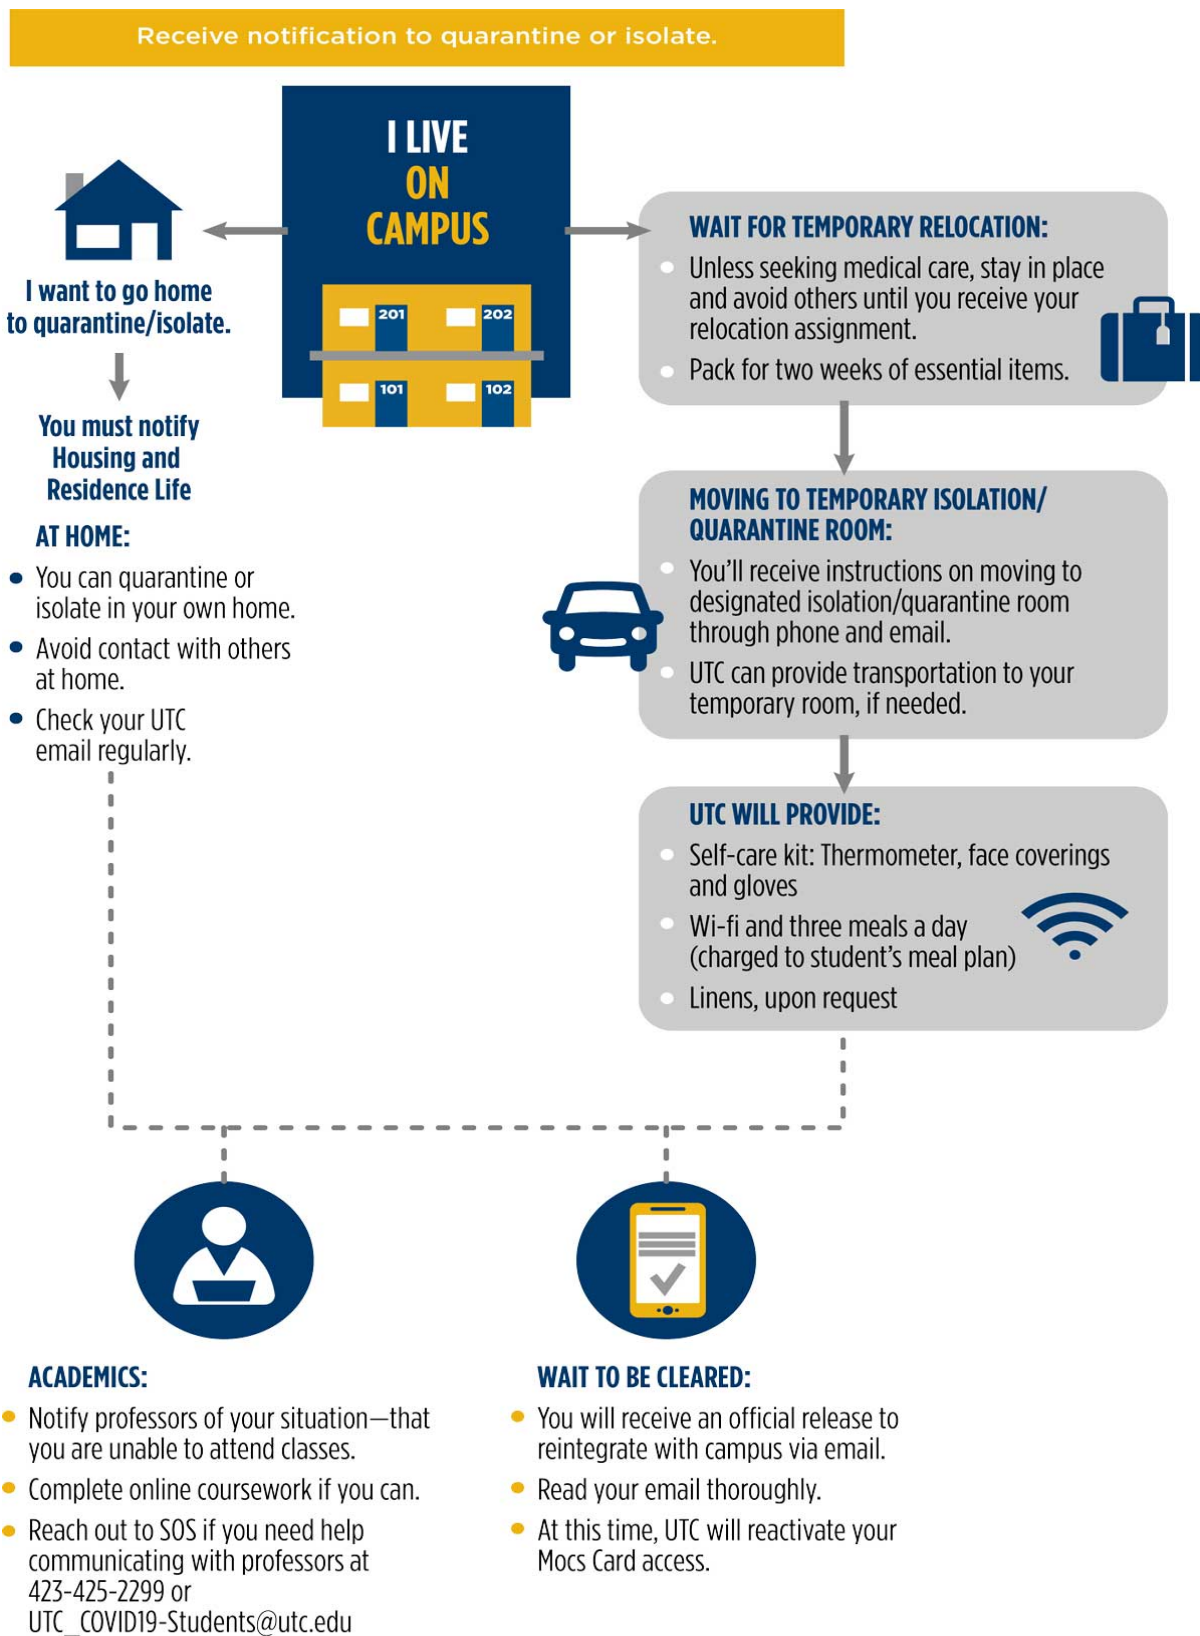 Receive notification to quarantine or isolate.
I LIVE
ON
CAMPUS
201
202
101
102
I want to go home
to quarantine/isolate.
You must notify
Housing and
Residence Life
AT HOME:
• You can quarantine or
isolate in your own home.
• Avoid contact with others
at home.
• Check your UTC
email regularly.
WAIT FOR TEMPORARY RELOCATION:
• Unless seeking medical care, stay in place
and avoid others until you receive your
relocation assignment.
• Pack for two weeks of essential items.
MOVING TO TEMPORARY ISOLATION/
QUARANTINE ROOM:
• You’ll receive instructions on moving to
designated isolation/quarantine room
through phone and email.
• UTC can provide transportation to your
temporary room, if needed.
UTC WILL PROVIDE:
• Self-care kit: Thermometer, face coverings
and gloves
• Wi-fi and three meals a day
(charged to student’s meal plan)
• Linens, upon request
ACADEMICS:
• Notify professors of your situation—that
you are unable to attend classes.
• Complete online coursework if you can.
• Reach out to SOS if you need help
communicating with professors at
423-425-2299 or
UTC_COVID19-Students@utc.edu
WAIT TO BE CLEARED:
• You will receive an official release to
reintegrate with campus via email.
• Read your email thoroughly.
• At this time, UTC will reactivate your
Mocs Card access.